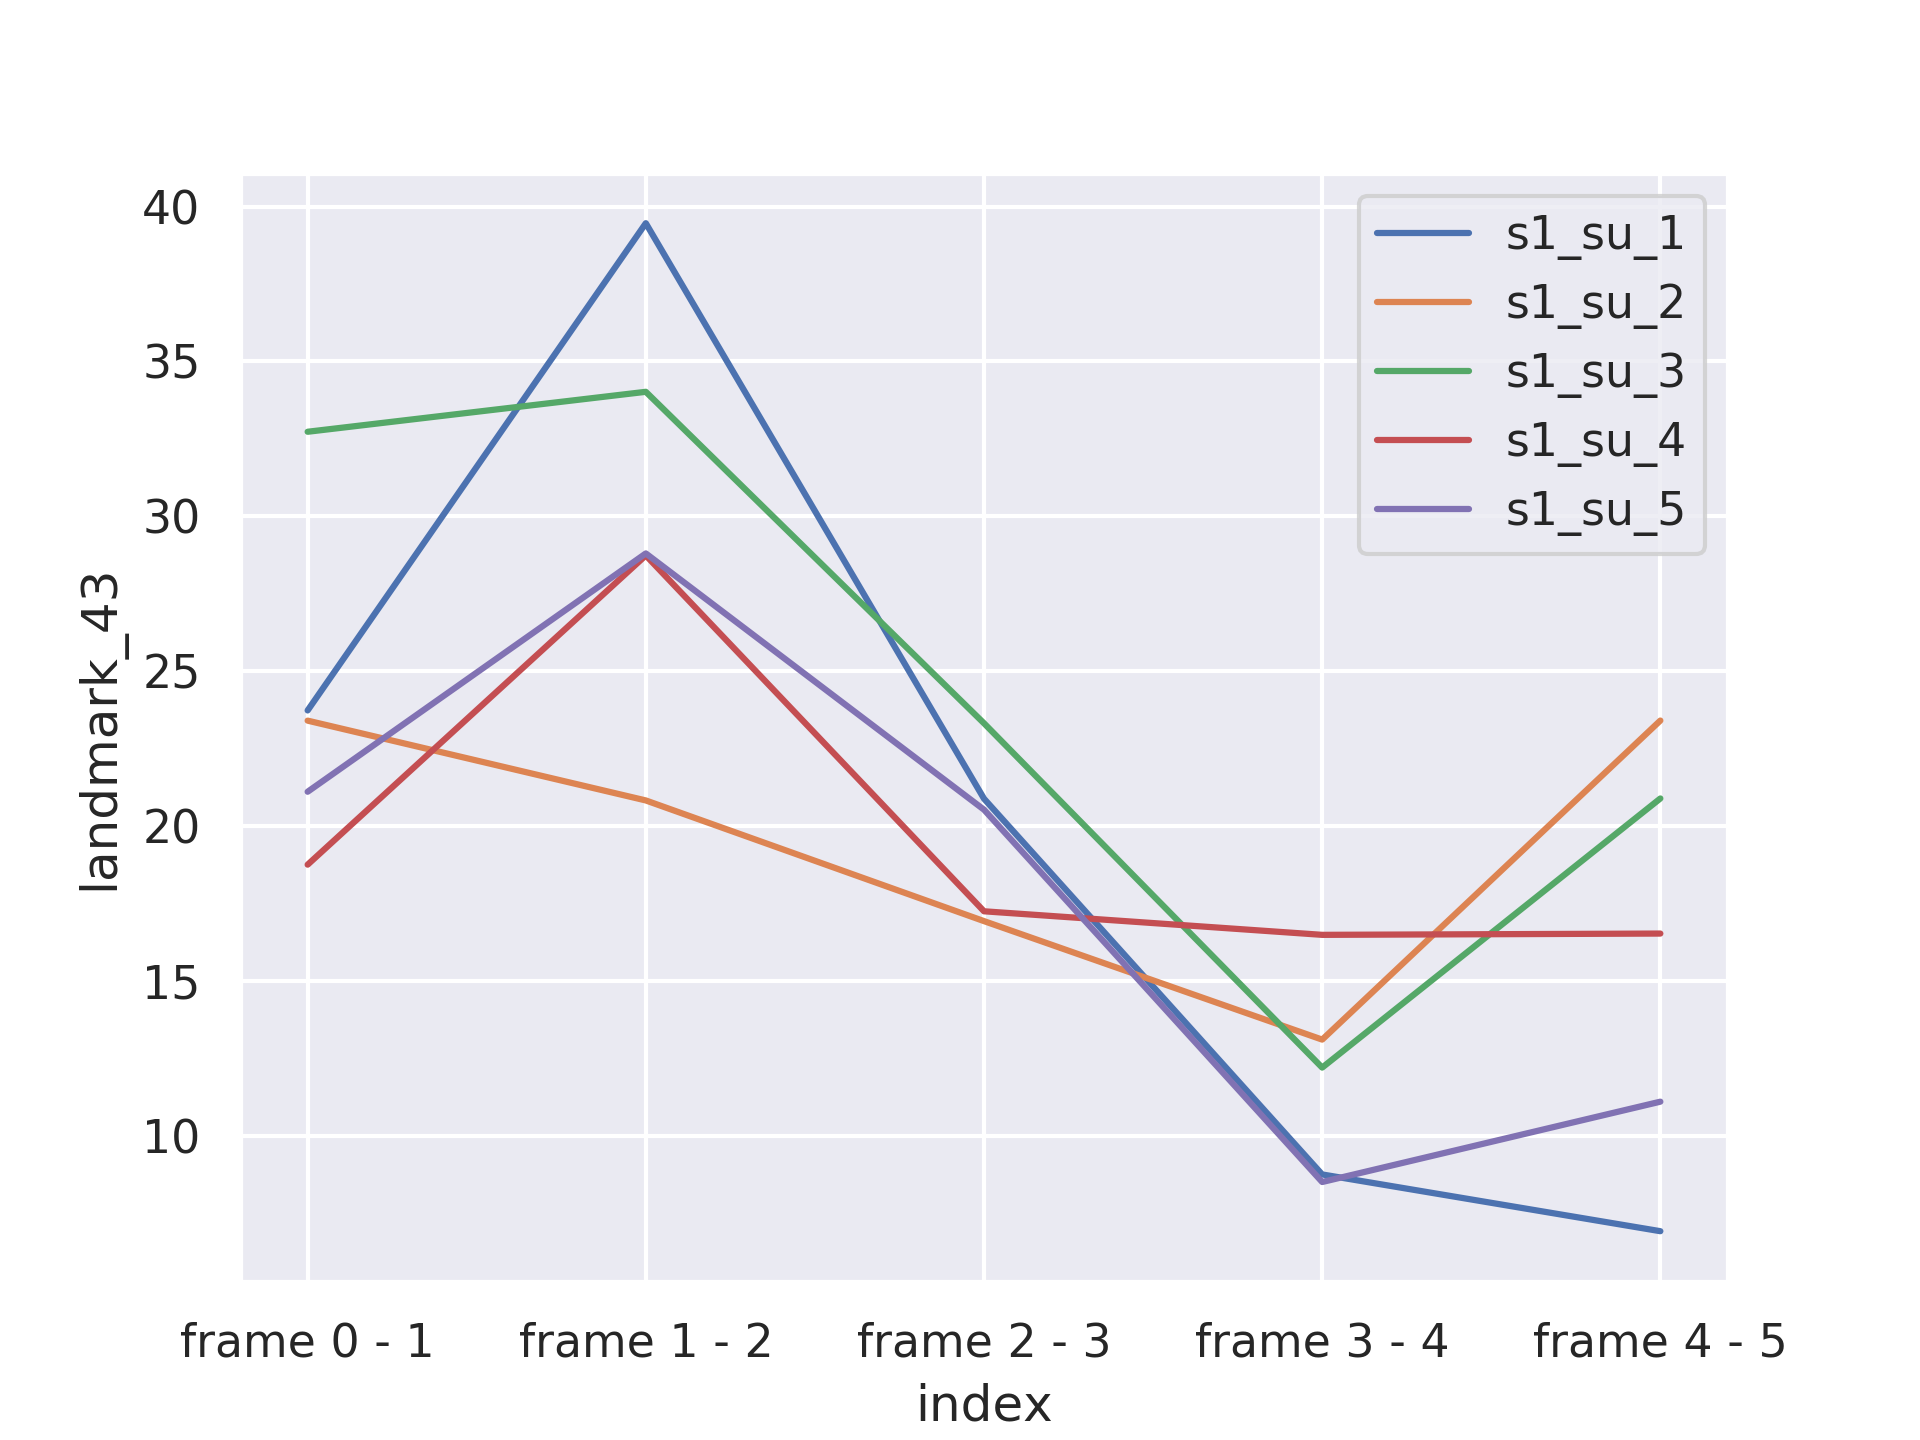 40
35
30
25
20
15
10
landmark_43
s1_su_1
s1_su_2
s1_su_3
s1_su_4
s1_su_5
frame 0 - 1
frame 1 - 2
frame 2 - 3
frame 3 - 4
frame 4 - 5
index